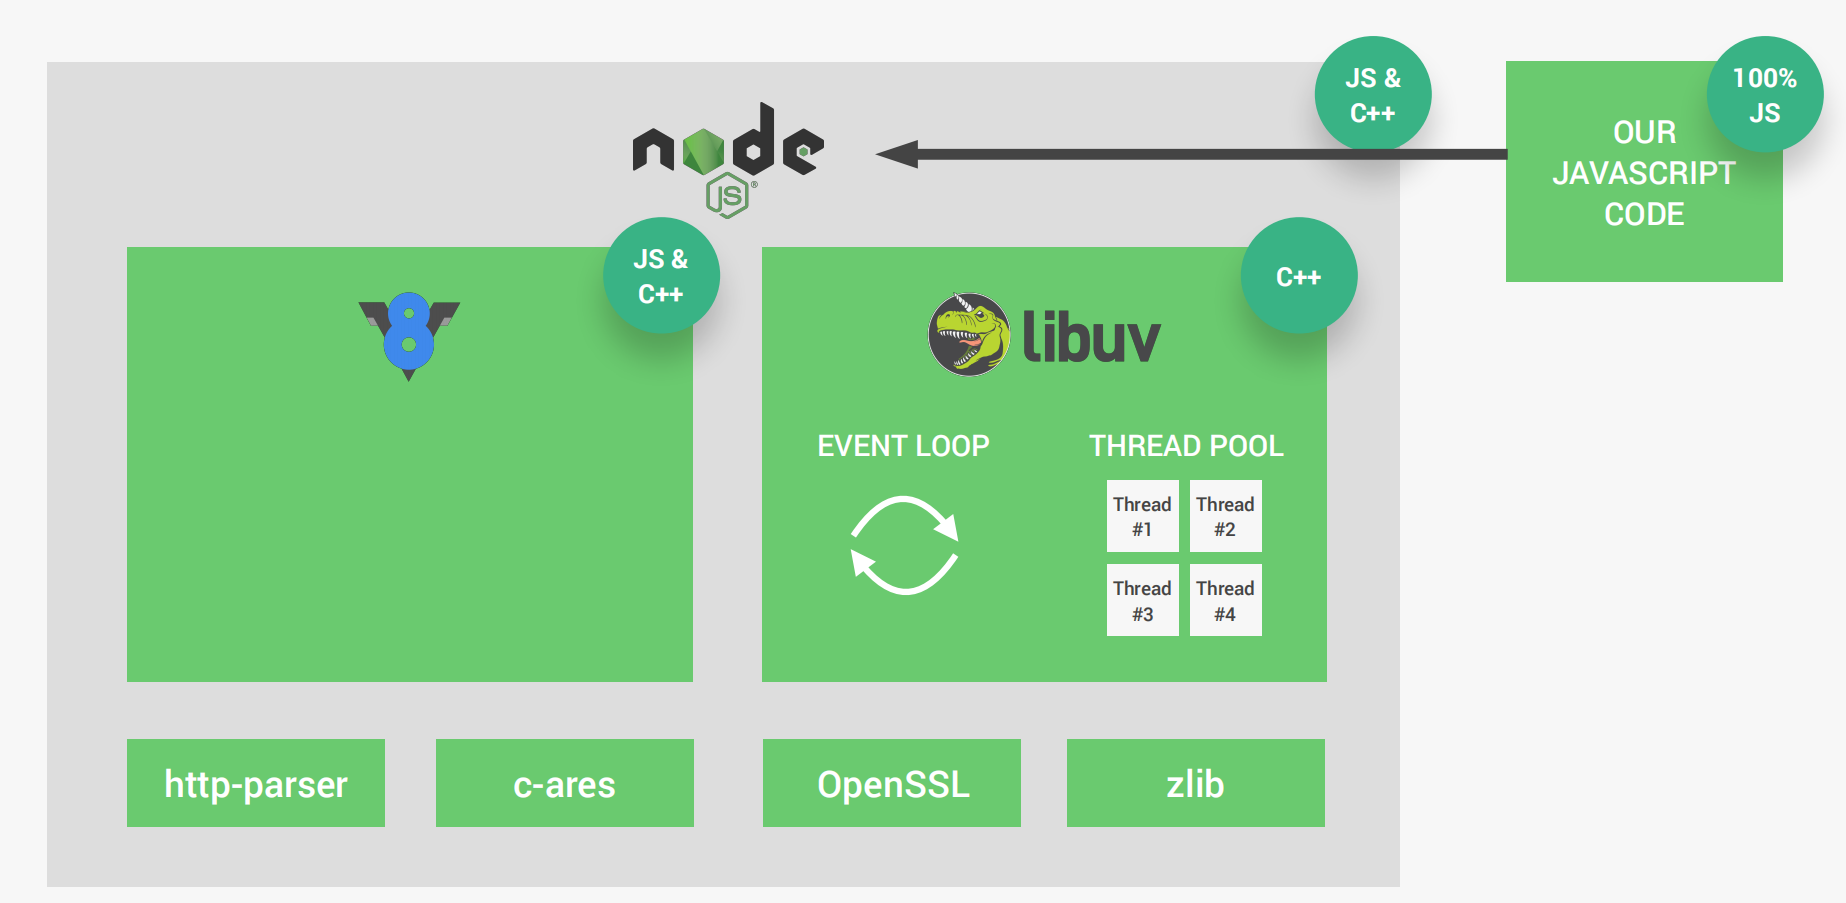 node
JS
®
JS &
C++
100%
JS
OUR
JAVASCRIPT
CODE
V8
JS &
C++
libuv
C++
EVENT LOOP
THREAD POOL
Thread
#1
Thread
#2
Thread
#3
Thread
#4
http-parser
c-ares
OpenSSL
zlib